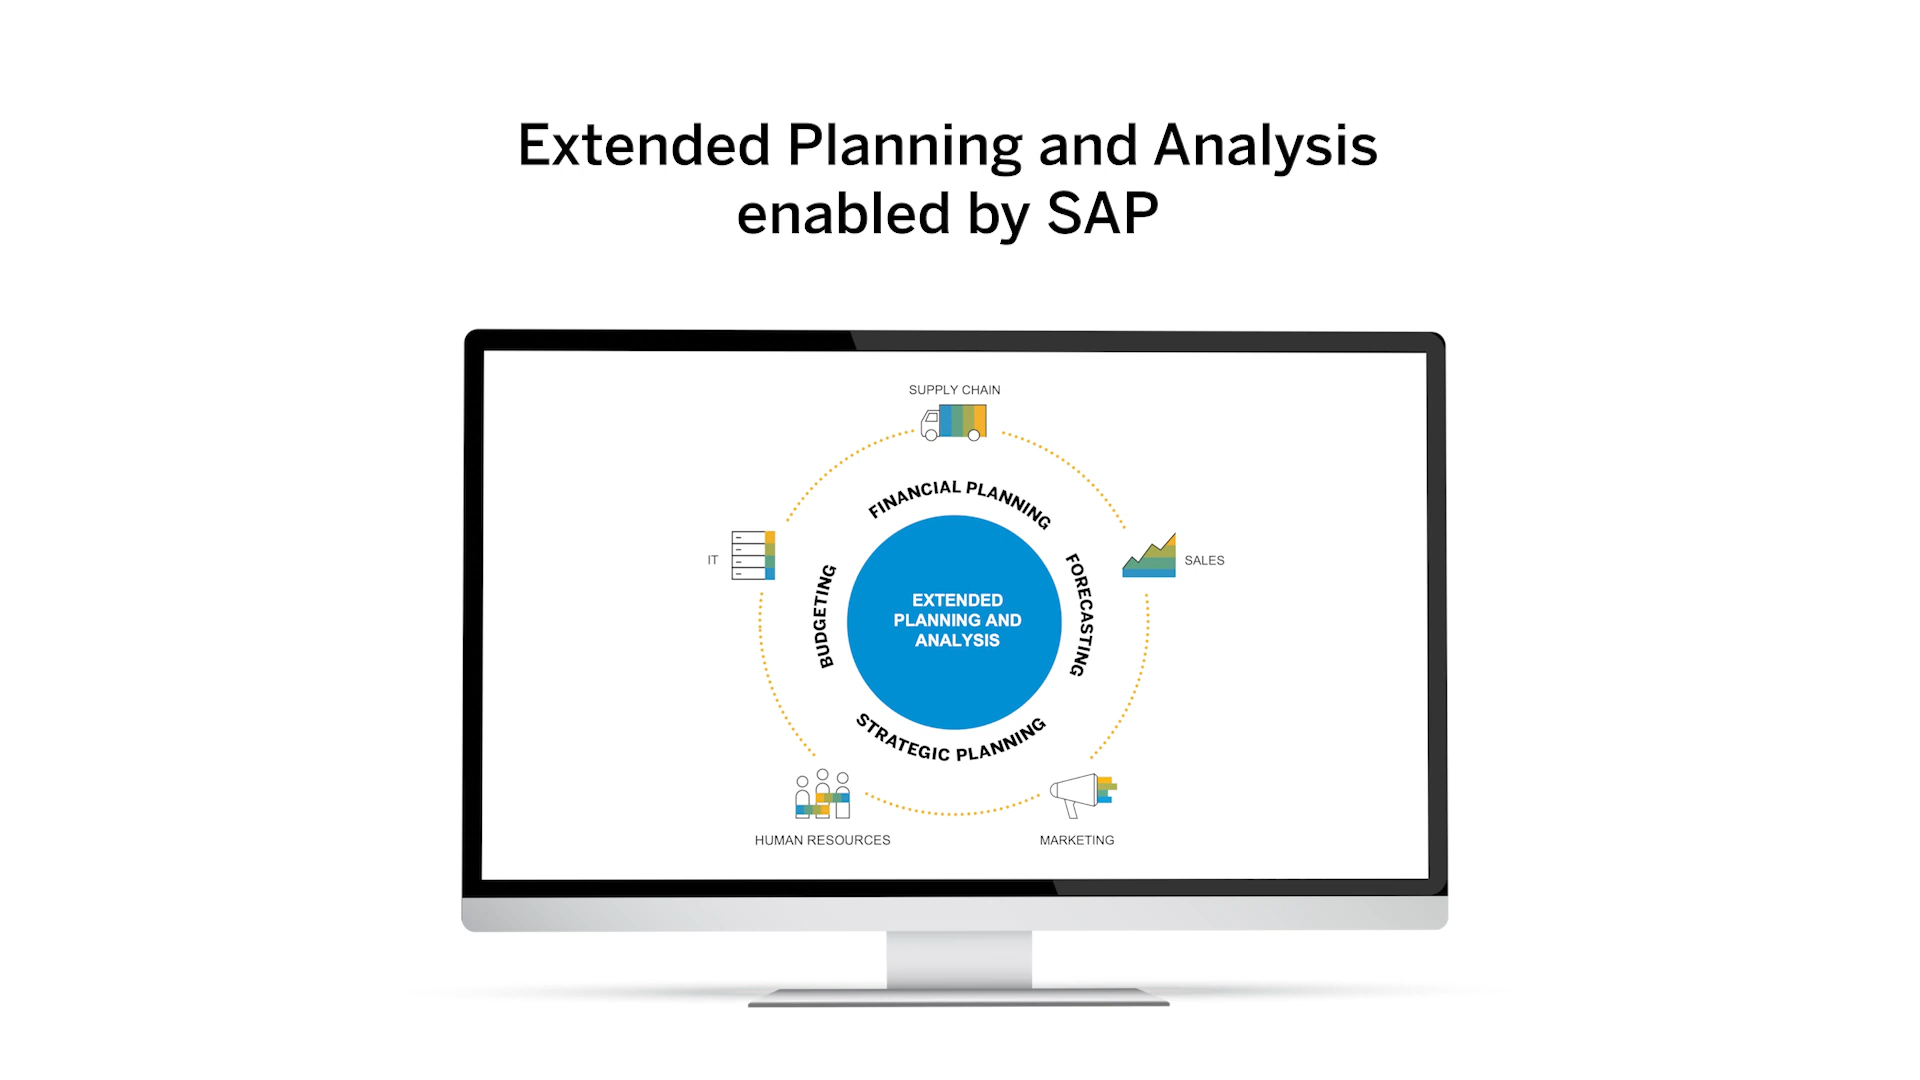 Extended Planning and Analysis
enabled by SAP
SUPPLY CHAIN
FINANCIAL PLANNING
IT
SALES
BUDGETING
FORECASTING
EXTENDED
PLANNING AND
ANALYSIS
STRATEGIC PLANNING
HUMAN RESOURCES
MARKETING